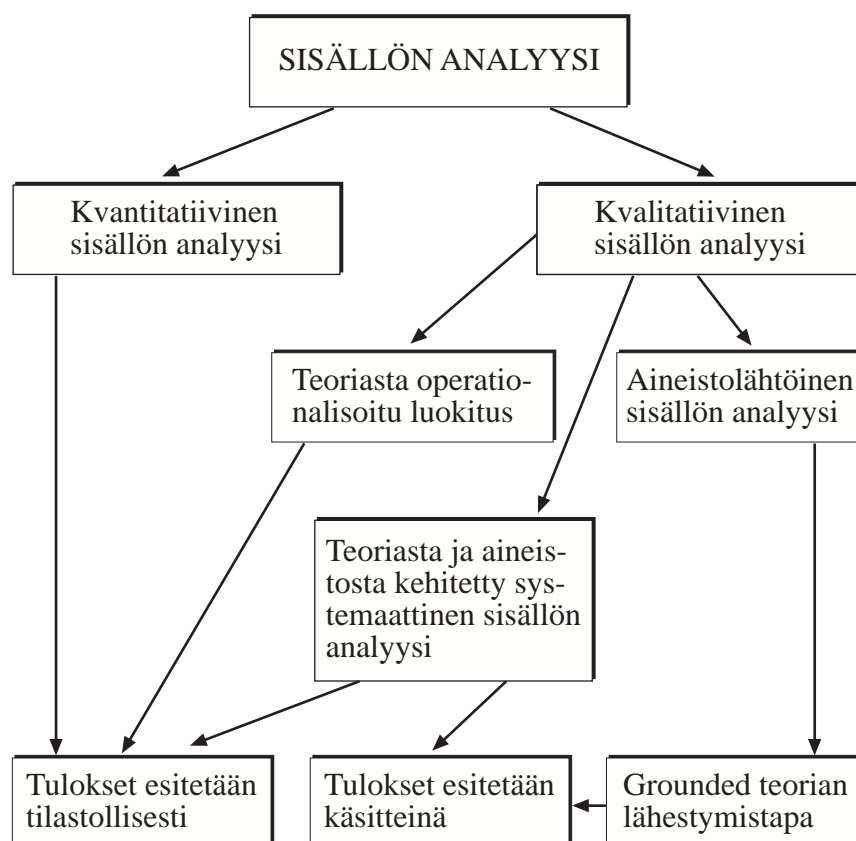 SISÄLLÖN ANALYYSI
Kvantitatiivinen
sisällön analyysi
Kvalitatiivinen
sisällön analyysi
Teoriasta operatio-
nalisoitu luokitus
Aineistolähtöinen
sisällön analyysi
Teoriasta ja aineis-
tosta kehitetty sys-
temaattinen sisällön
analyysi
Tulokset esitetään
tilastollisesti
Tulokset esitetään
käsitteinä
Grounded teorian
lähestymistapa